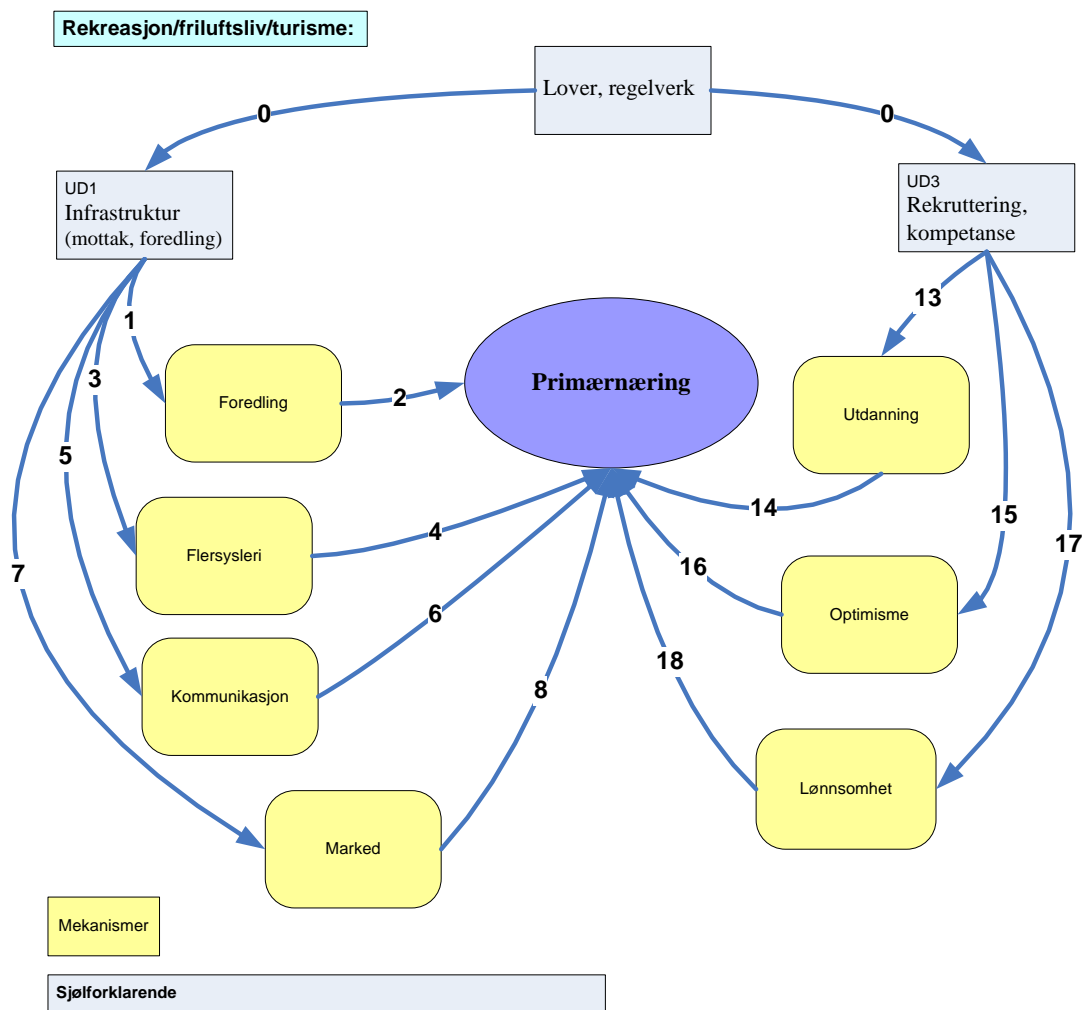 Rekreasjon/friluftsliv/turisme:
Lover, regelverk
0
0
UD1
Infrastruktur
(mottak, foredling)
UD3
Rekruttering,
kompetanse
13
1
3
Foredling
2
Primærnæring
Utdanning
5
14
15
17
7
Flersysleri
4
16
Optimisme
6
Kommunikasjon
18
8
Lønnsomhet
Marked
Mekanismer
Sjølforklarende